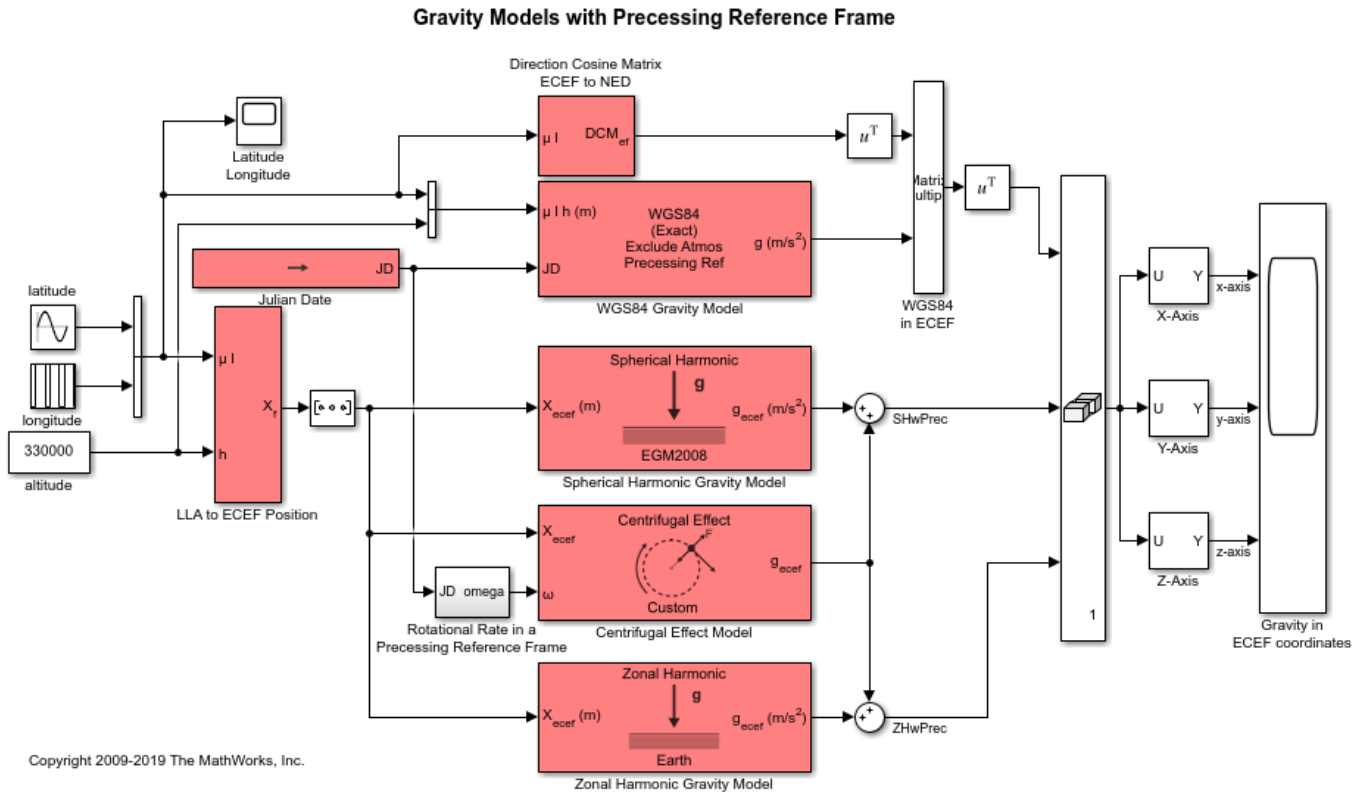 Gravity Models with Precessing Reference Frame
Direction Cosine Matrix
ECEF to NED
μ l
DCM ef
u T
Latitude
Longitude
Matrix
Multiply
u T
μ l h (m)
WGS84
(Exact)
Exclude Atmos
Precessing Ref
g (m/s2)
JD
WGS84 Gravity Model
JD
Julian Date
WGS84
in ECEF
latitude
longitude
330000
altitude
μ l
X f
h
LLA to ECEF Position
Spherical Harmonic
g
X ecef (m)
g ecef (m/s2)
EGM2008
Spherical Harmonic Gravity Model
+
+
SHwPrec
Centrifugal Effect
X ecef
F
g ecef
ω
Custom
Centrifugal Effect Model
JD omega
Rotational Rate in a
Precessing Reference Frame
Zonal Harmonic
g
X ecef (m)
g ecef (m/s2)
Earth
Zonal Harmonic Gravity Model
+
+
ZHwPrec
1
U Y
X-Axis
x-axis
U Y
Y-Axis
y-axis
U Y
Z-Axis
z-axis
Gravity in
ECEF coordinates
Copyright 2009-2019 The MathWorks, Inc.